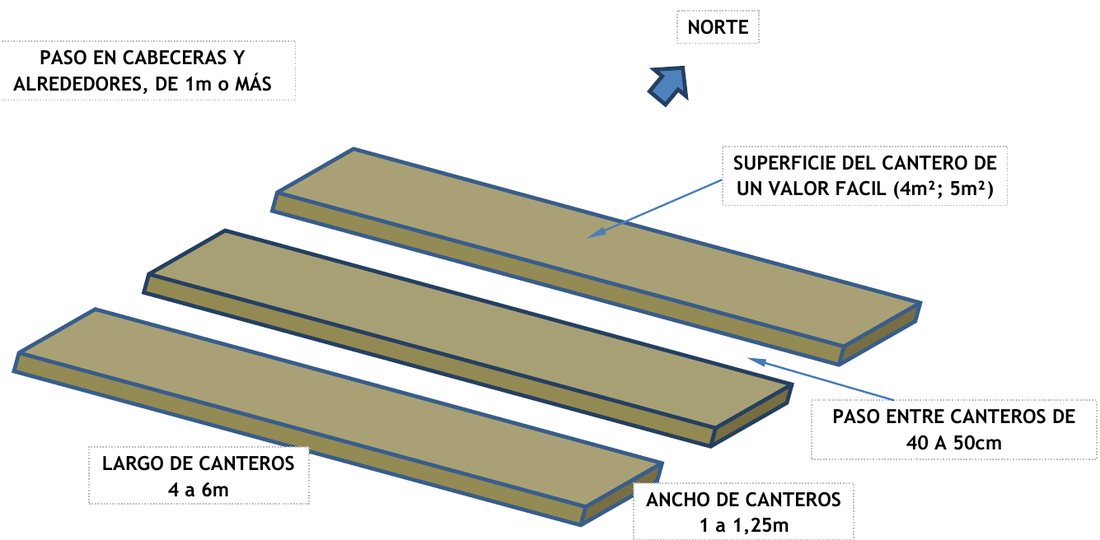 NORTE
PASO EN CABECERAS Y
ALREDEDORES, DE 1m o MÁS
SUPERFICIE DEL CANTERO DE
UN VALOR FACIL (4m²; 5m²)
PASO ENTRE CANTEROS DE
40 A 50cm
LARGO DE CANTEROS
4 a 6m
ANCHO DE CANTEROS
1 a 1,25m